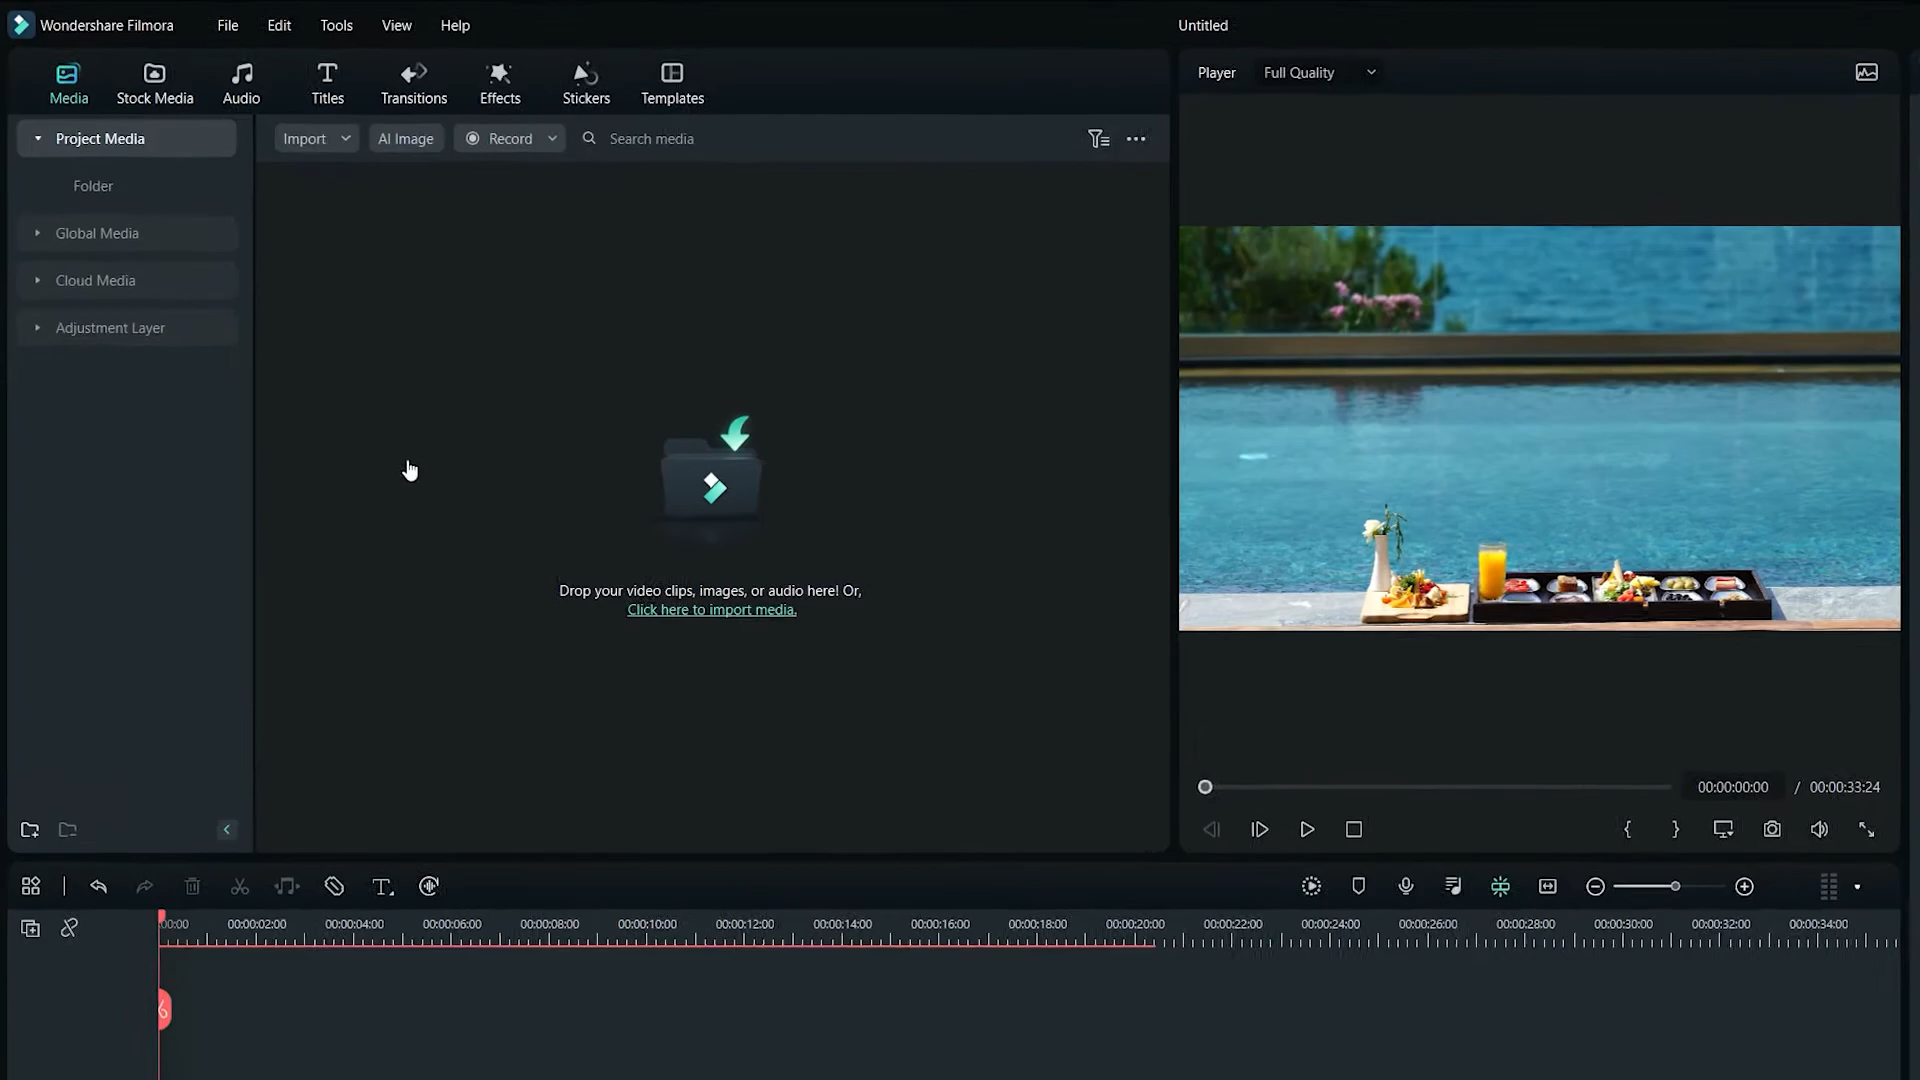 Wondershare Filmora
File
Edit
Tools
View
Help
Untitled
Media
Stock Media
Audio
Titles
Transitions
Effects
Stickers
Templates
Player
Full Quality
Project Media
Import
AI Image
Record
Search media
Folder
Global Media
Cloud Media
Adjustment Layer
Drop your video clips, images, or audio here! Or,
Click here to import media.
00:00:00:00 / 00:00:33:24
:00:00 00:00:02:00 00:00:04:00 00:00:06:00 00:00:08:00 00:00:10:00 00:00:12:00 00:00:14:00 00:00:16:00 00:00:18:00 00:00:20:00 00:00:22:00 00:00:24:00 00:00:26:00 00:00:28:00 00:00:30:00 00:00:32:00 00:00:34:00